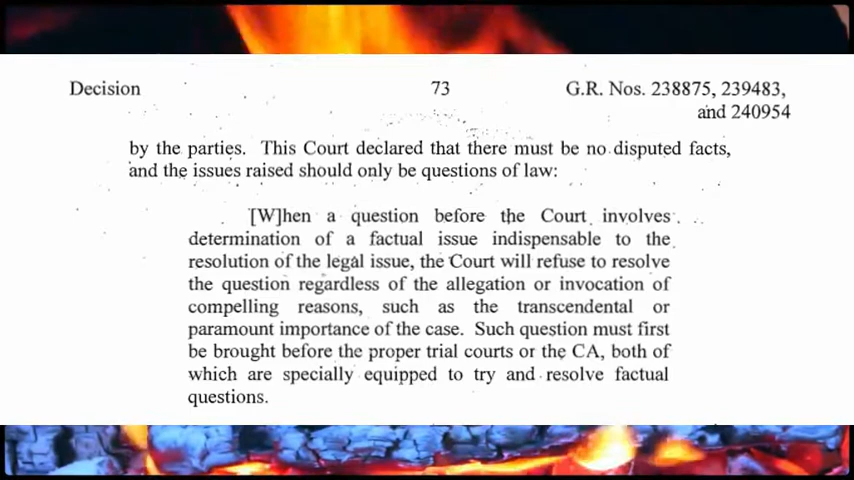 Decision 73 G.R. Nos. 238875, 239483,
and 240954
by the parties. This Court declared that there must be no disputed facts,
and the issues raised should only be questions of law:
[W]hen a question before the Court involves
determination of a factual issue indispensable to the
resolution of the legal issue, the Court will refuse to resolve
the question regardless of the allegation or invocation of
compelling reasons, such as the transcendental or
paramount importance of the case. Such question must first
be brought before the proper trial courts or the CA, both of
which are specially equipped to try and resolve factual
questions.